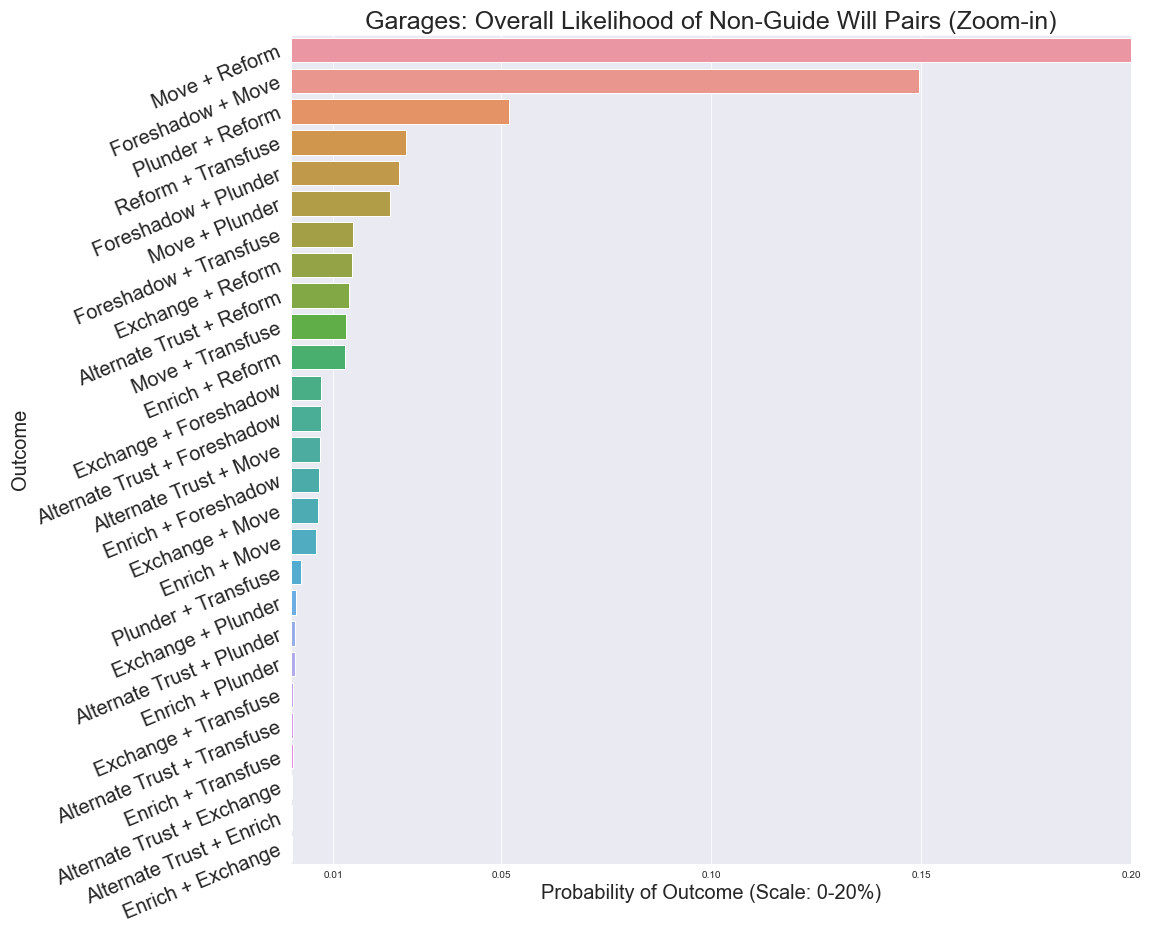 Garages: Overall Likelihood of Non-Guide Will Pairs (Zoom-in)
Move + Reform
Foreshadow + Move
Plunder + Reform
Reform + Transfuse
Foreshadow + Plunder
Move + Plunder
Foreshadow + Transfuse
Exchange + Reform
Alternate Trust + Reform
Move + Transfuse
Enrich + Reform
Exchange + Foreshadow
Alternate Trust + Foreshadow
Alternate Trust + Move
Enrich + Foreshadow
Exchange + Move
Enrich + Move
Plunder + Transfuse
Exchange + Plunder
Alternate Trust + Plunder
Enrich + Plunder
Exchange + Transfuse
Alternate Trust + Transfuse
Enrich + Transfuse
Alternate Trust + Exchange
Alternate Trust + Enrich
Enrich + Exchange
Outcome
0.01 0.05 0.10 0.15 0.20
Probability of Outcome (Scale: 0-20%)